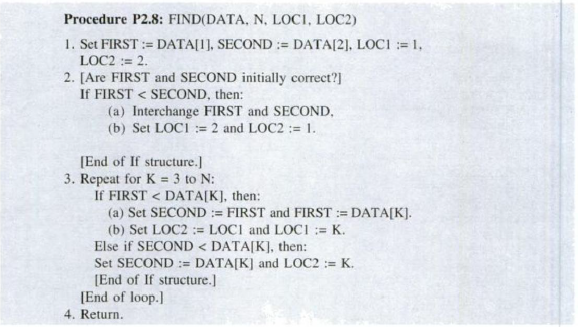 Procedure P2.8: FIND(DATA, N, LOC1, LOC2)
1. Set FIRST := DATA[1], SECOND := DATA[2], LOC1 := 1,
LOC2 := 2.
2. [Are FIRST and SECOND initially correct?]
If FIRST < SECOND, then:
(a) Interchange FIRST and SECOND,
(b) Set LOC1 := 2 and LOC2 := 1.
[End of If structure.]
3. Repeat for K = 3 to N:
If FIRST < DATA[K], then:
(a) Set SECOND := FIRST and FIRST := DATA[K].
(b) Set LOC2 := LOC1 and LOC1 := K.
Else if SECOND < DATA[K], then:
Set SECOND := DATA[K] and LOC2 := K.
[End of If structure.]
[End of loop.]
4. Return.